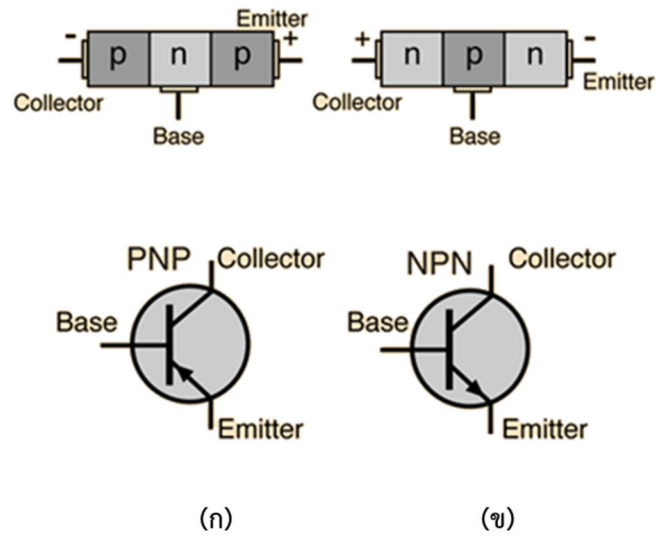 Emitter
- p n p +
Collector
Base
+ n p n -
Emitter
Collector
Base
PNP Collector
Base
Emitter
NPN Collector
Base
Emitter
(ก) (ข)